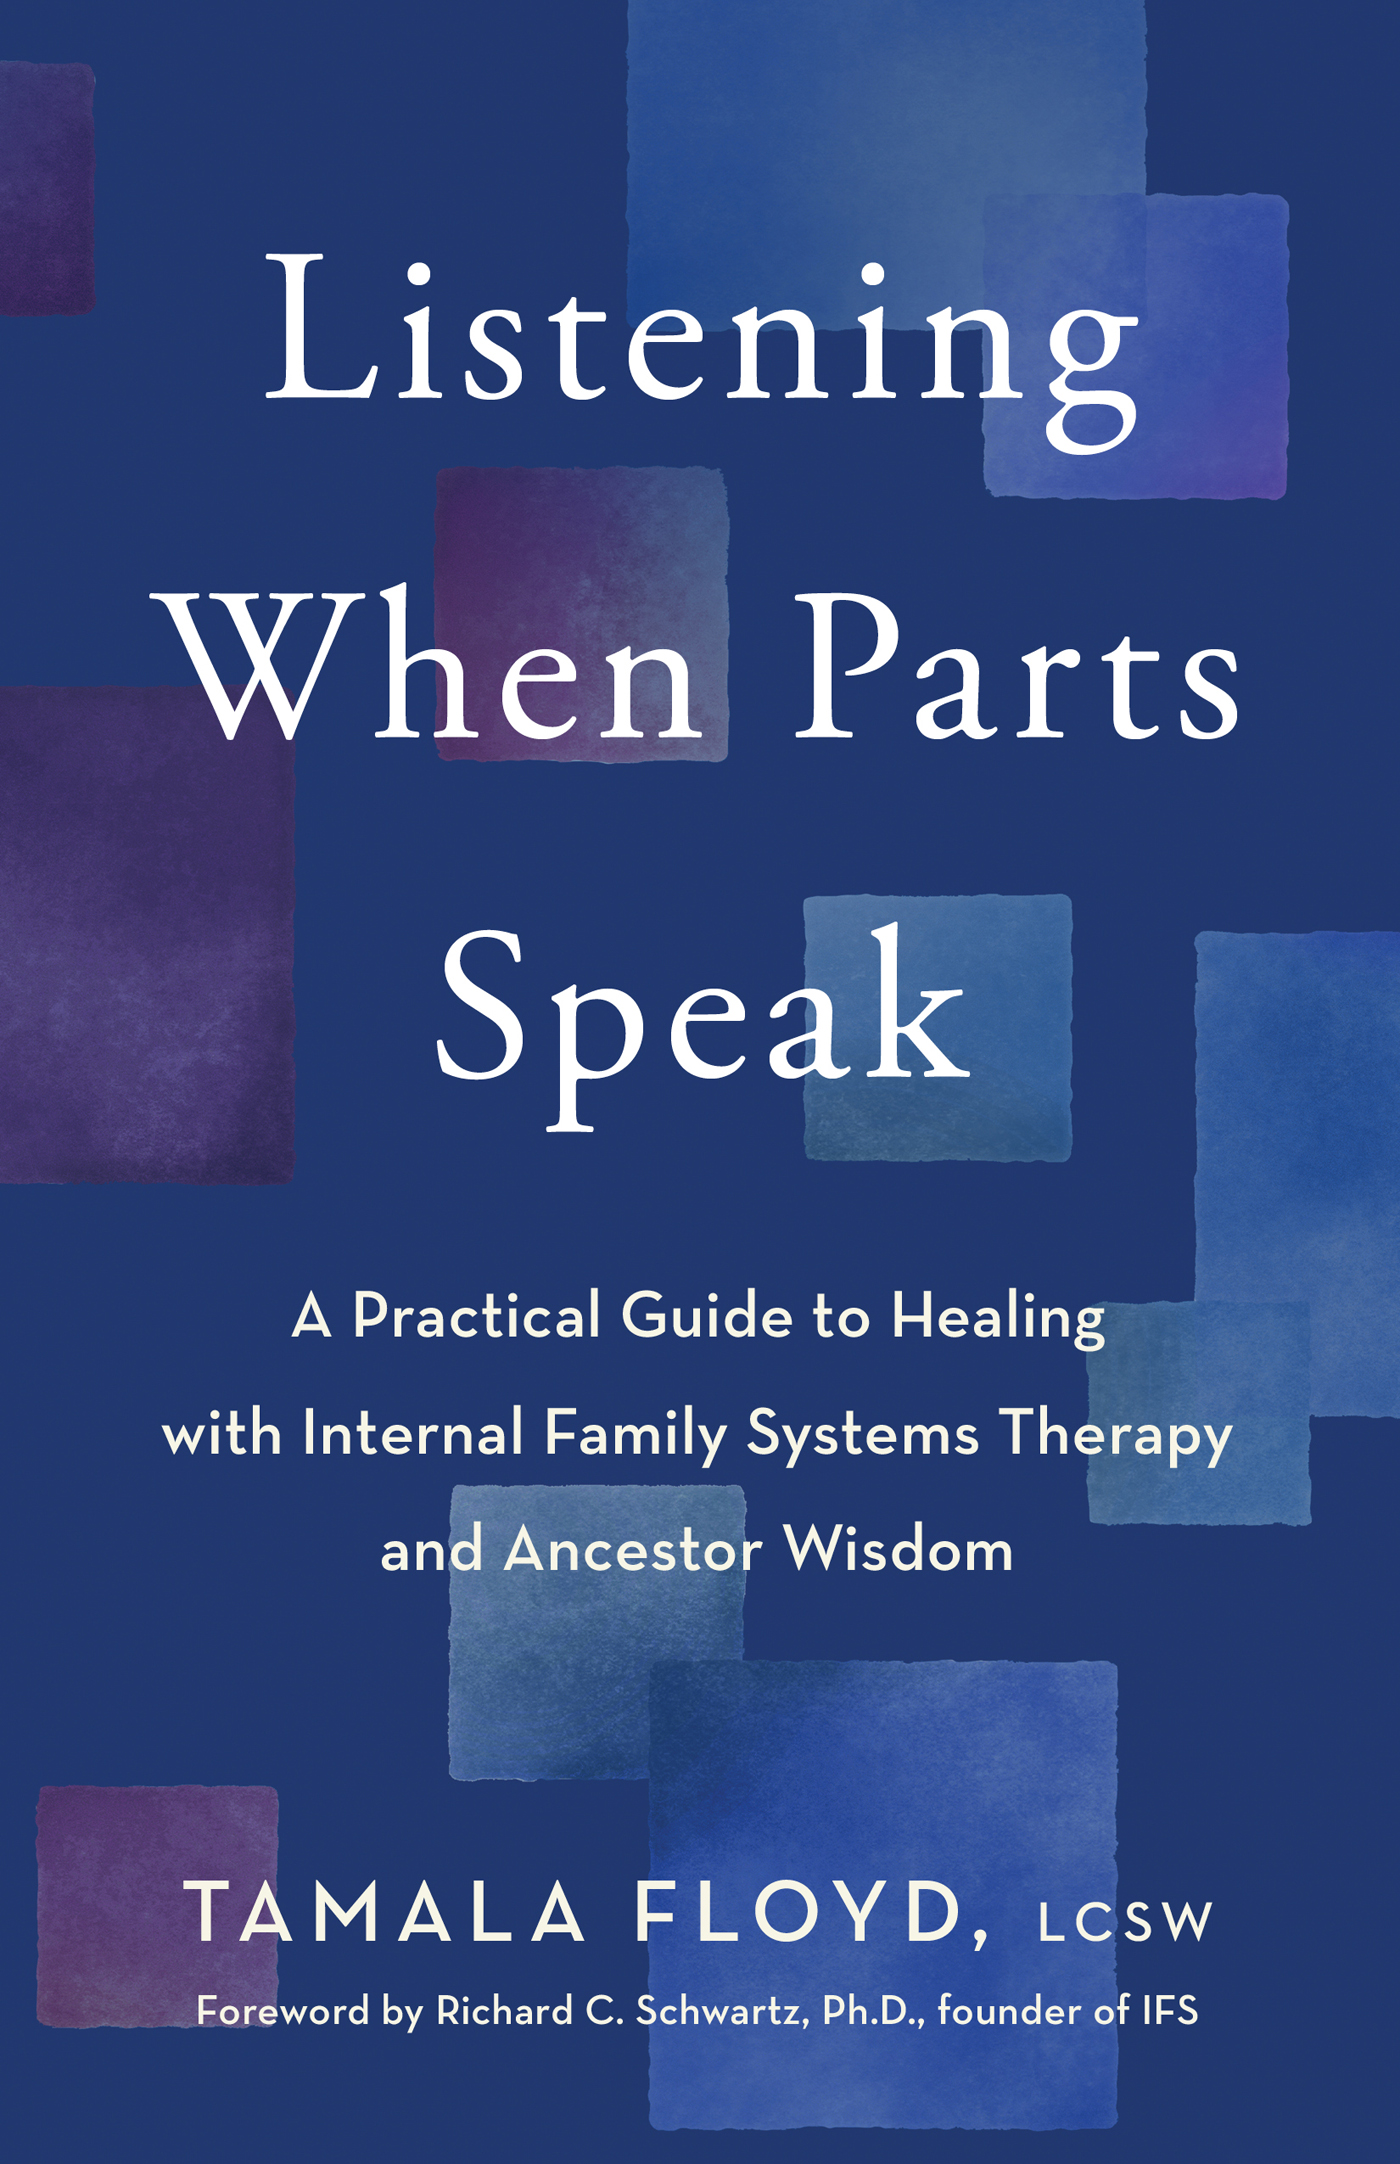 Listening
When Parts
Speak
A Practical Guide to Healing
with Internal Family Systems Therapy
and Ancestor Wisdom
TAMALA FLOYD, LCSW
Foreword by Richard C. Schwartz, Ph.D., founder of IFS